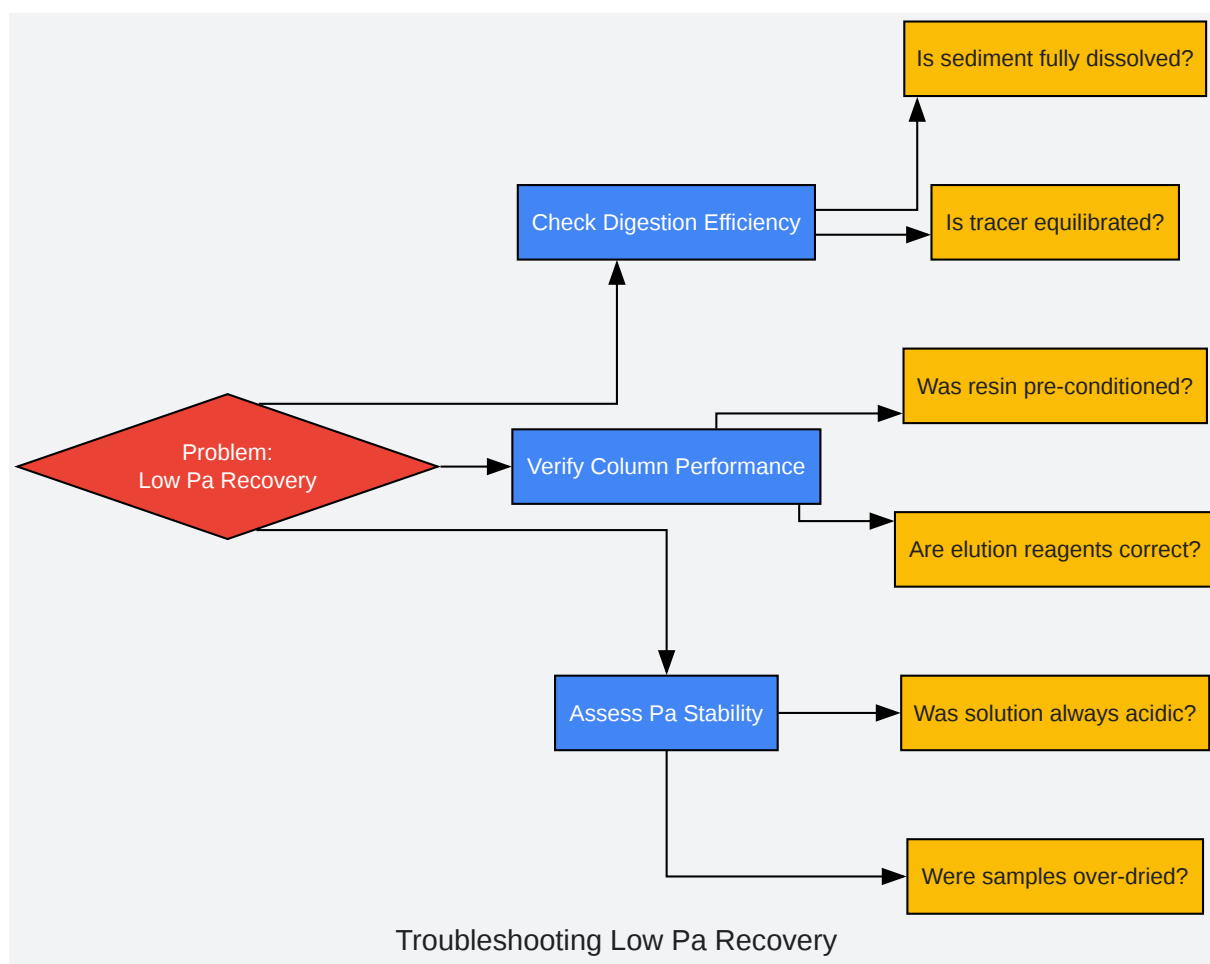 Is sediment fully dissolved?
Check Digestion Efficiency
Is tracer equilibrated?
Was resin pre-conditioned?
Problem:
Low Pa Recovery
Verify Column Performance
Are elution reagents correct?
Assess Pa Stability
Was solution always acidic?
Were samples over-dried?
Troubleshooting Low Pa Recovery